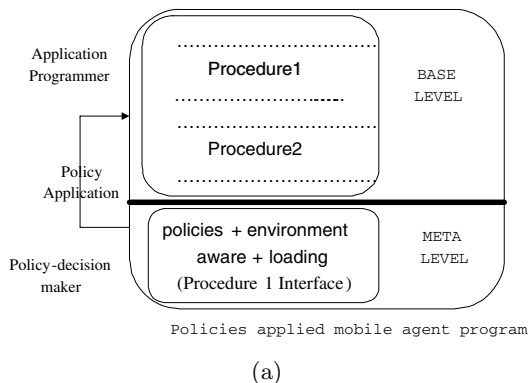 Application
Programmer
Procedure1
BASE
LEVEL
Procedure2
Policy
Application
policies + environment
aware + loading
(Procedure 1 Interface)
META
LEVEL
Policy-decision
maker
Policies applied mobile agent program
(a)